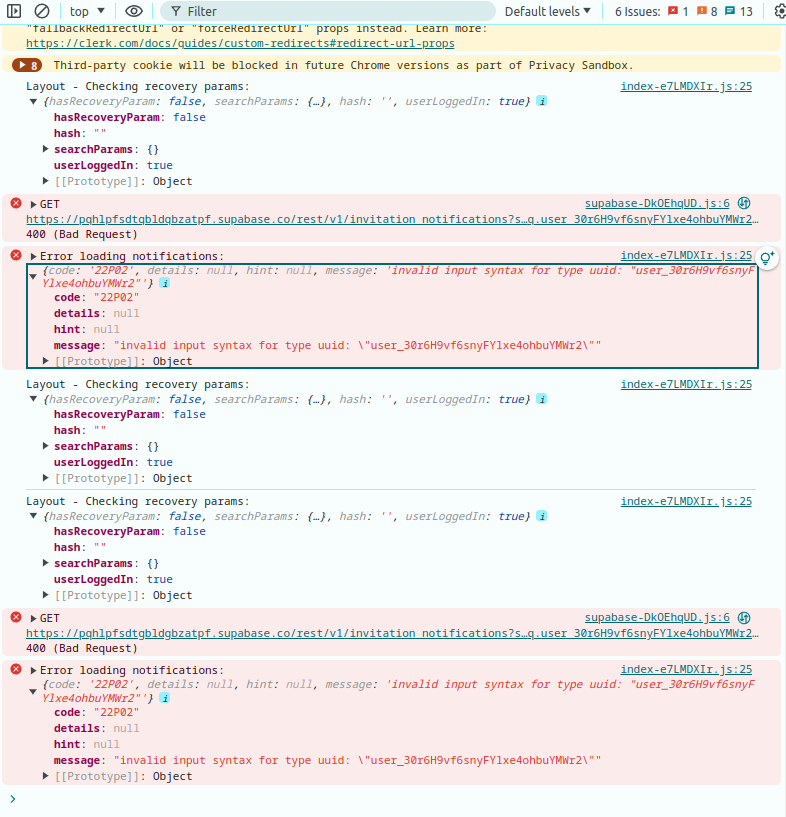 top Filter Default levels 6 Issues: 1 8 13
"fallbackRedirectUrl" or "forceRedirectUrl" props instead. Learn more:
https://clerk.com/docs/guides/custom-redirects#redirect-url-props
8 Third-party cookie will be blocked in future Chrome versions as part of Privacy Sandbox.
Layout - Checking recovery params: index-e7LMDXIr.js:25
{hasRecoveryParam: false, searchParams: {…}, hash: '', userLoggedIn: true} i
hasRecoveryParam: false
hash: ""
searchParams: {}
userLoggedIn: true
[[Prototype]]: Object
GET supabase-DkOEhqUD.js:6
https://pqhlpfsdtgbldgbzatpf.supabase.co/rest/v1/invitation_notifications?s…q.user_30r6H9vf6snyFYlxe4ohbuYMWr2…
400 (Bad Request)
Error loading notifications: index-e7LMDXIr.js:25
{code: '22P02', details: null, hint: null, message: 'invalid input syntax for type uuid: "user_30r6H9vf6snyF
Ylxe4ohbuYMWr2"'} i
code: "22P02"
details: null
hint: null
message: "invalid input syntax for type uuid: \"user_30r6H9vf6snyFYlxe4ohbuYMWr2\""
[[Prototype]]: Object
Layout - Checking recovery params: index-e7LMDXIr.js:25
{hasRecoveryParam: false, searchParams: {…}, hash: '', userLoggedIn: true} i
hasRecoveryParam: false
hash: ""
searchParams: {}
userLoggedIn: true
[[Prototype]]: Object
Layout - Checking recovery params: index-e7LMDXIr.js:25
{hasRecoveryParam: false, searchParams: {…}, hash: '', userLoggedIn: true} i
hasRecoveryParam: false
hash: ""
searchParams: {}
userLoggedIn: true
[[Prototype]]: Object
GET supabase-DkOEhqUD.js:6
https://pqhlpfsdtgbldgbzatpf.supabase.co/rest/v1/invitation_notifications?s…q.user_30r6H9vf6snyFYlxe4ohbuYMWr2…
400 (Bad Request)
Error loading notifications: index-e7LMDXIr.js:25
{code: '22P02', details: null, hint: null, message: 'invalid input syntax for type uuid: "user_30r6H9vf6snyF
Ylxe4ohbuYMWr2"'} i
code: "22P02"
details: null
hint: null
message: "invalid input syntax for type uuid: \"user_30r6H9vf6snyFYlxe4ohbuYMWr2\""
[[Prototype]]: Object